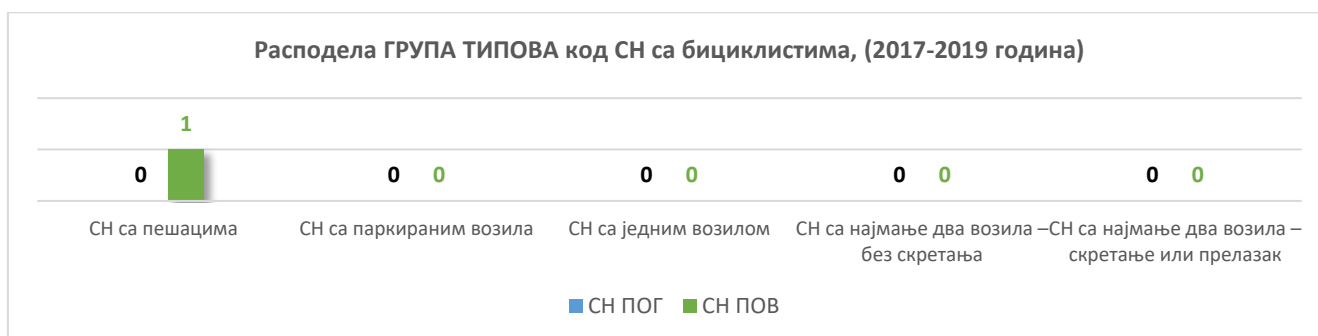 Расподела ГРУПА ТИПОВА код СН са бициклистима, (2017-2019 година)
1
0
0 0
0 0
0 0
0 0
СН са пешацима
СН са паркираним возила
СН са једним возилом
СН са најмање два возила –
без скретања
СН са најмање два возила –
скретање или прелазак
СН ПОГ СН ПОВ